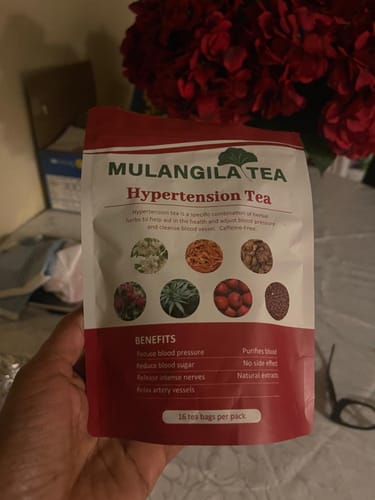 MULANGILA TEA
Hypertension Tea
Hypertension tea is a specific combination of herbal
herbs to help aid in the health and adjust blood pressure
and cleanse blood vessel. Caffeine-Free.
BENEFITS
Reduce blood pressure
Purifies blood
Reduce blood sugar
No side effect
Release intense nerves
Natural extracts
Relax artery vessels
16 tea bags per pack